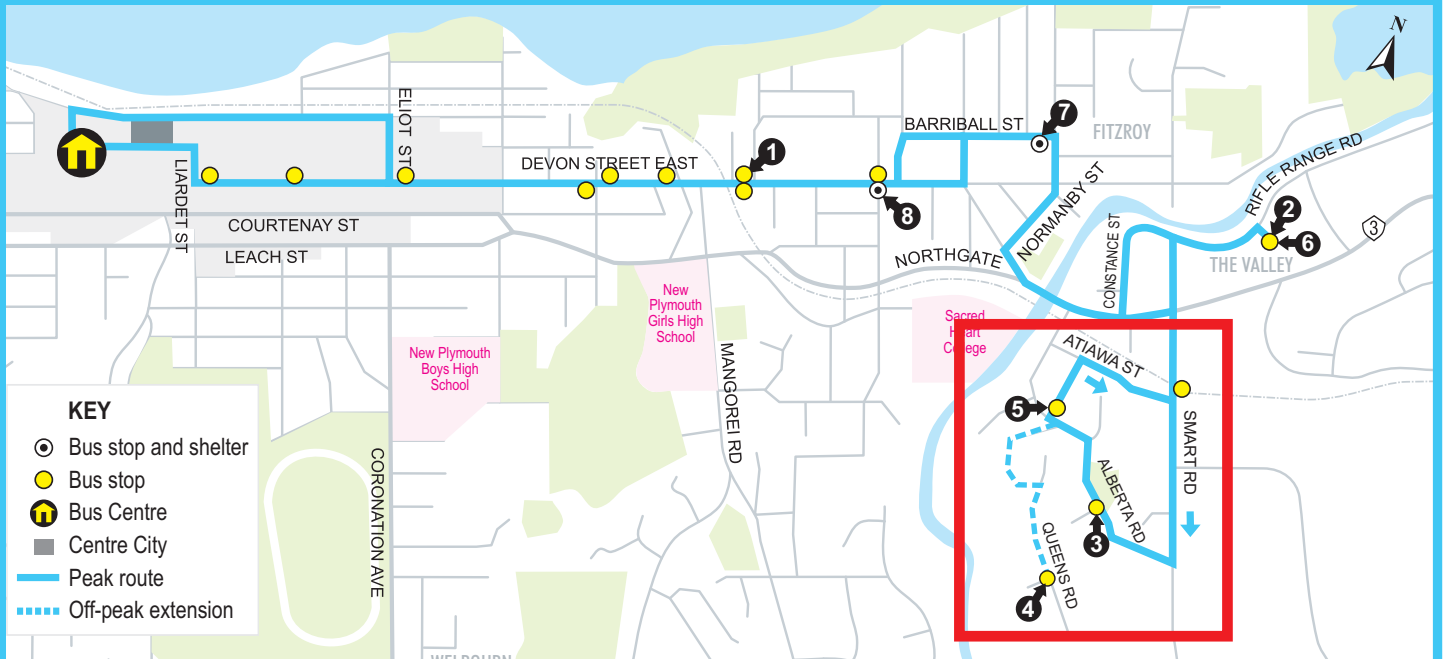 N
ELIOT ST
BARRIBALL ST
7
FITZROY
RIFLE RANGE RD
1
DEVON STREET EAST
LIARDET ST
8
NORMANBY ST
2
3
6
COURTENAY ST
CONSTANCE ST
LEACH ST
NORTHGATE
THE VALLEY
New
Plymouth
Girls High
School
Sacred
Heart
College
MANGOREI RD
ATIAWA ST
New Plymouth
Boys High
School
KEY
Bus stop and shelter
Bus stop
Bus Centre
Centre City
Peak route
Off-peak extension
CORONATION AVE
5
SMART RD
ALBERTA RD
3
QUEENS RD
4
WELBOURN